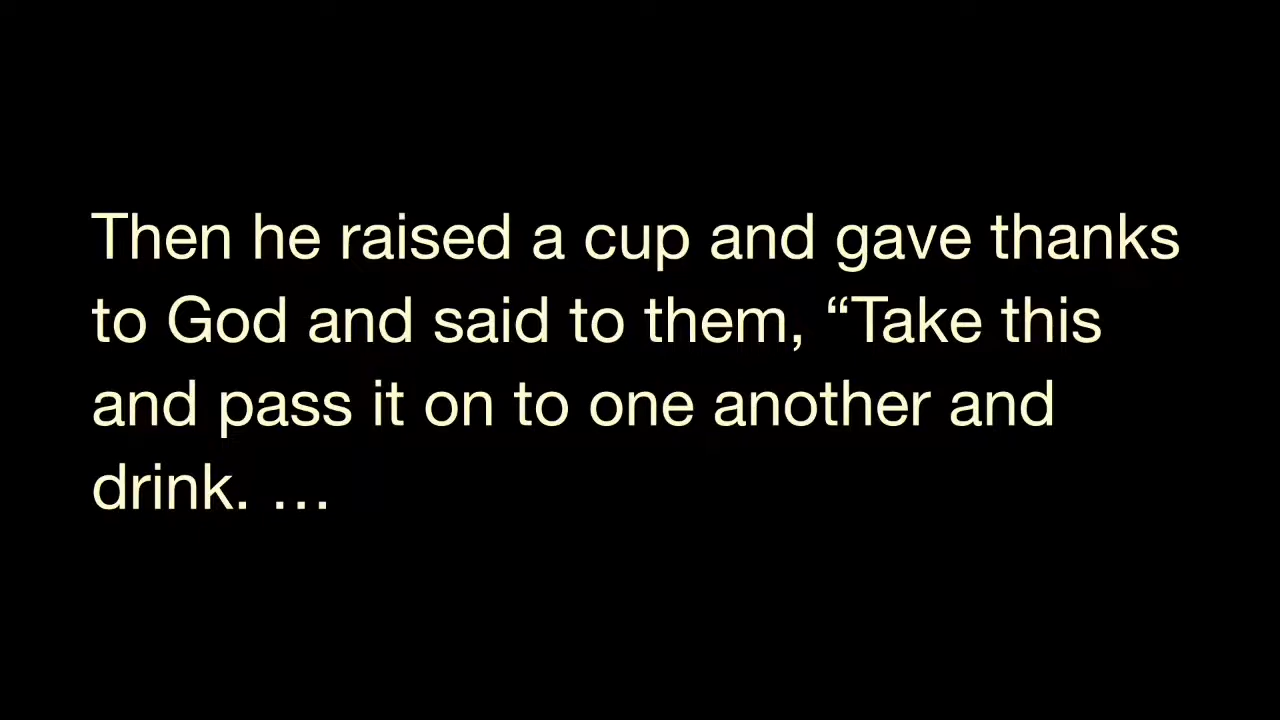 Then he raised a cup and gave thanks
to God and said to them, “Take this
and pass it on to one another and
drink. …